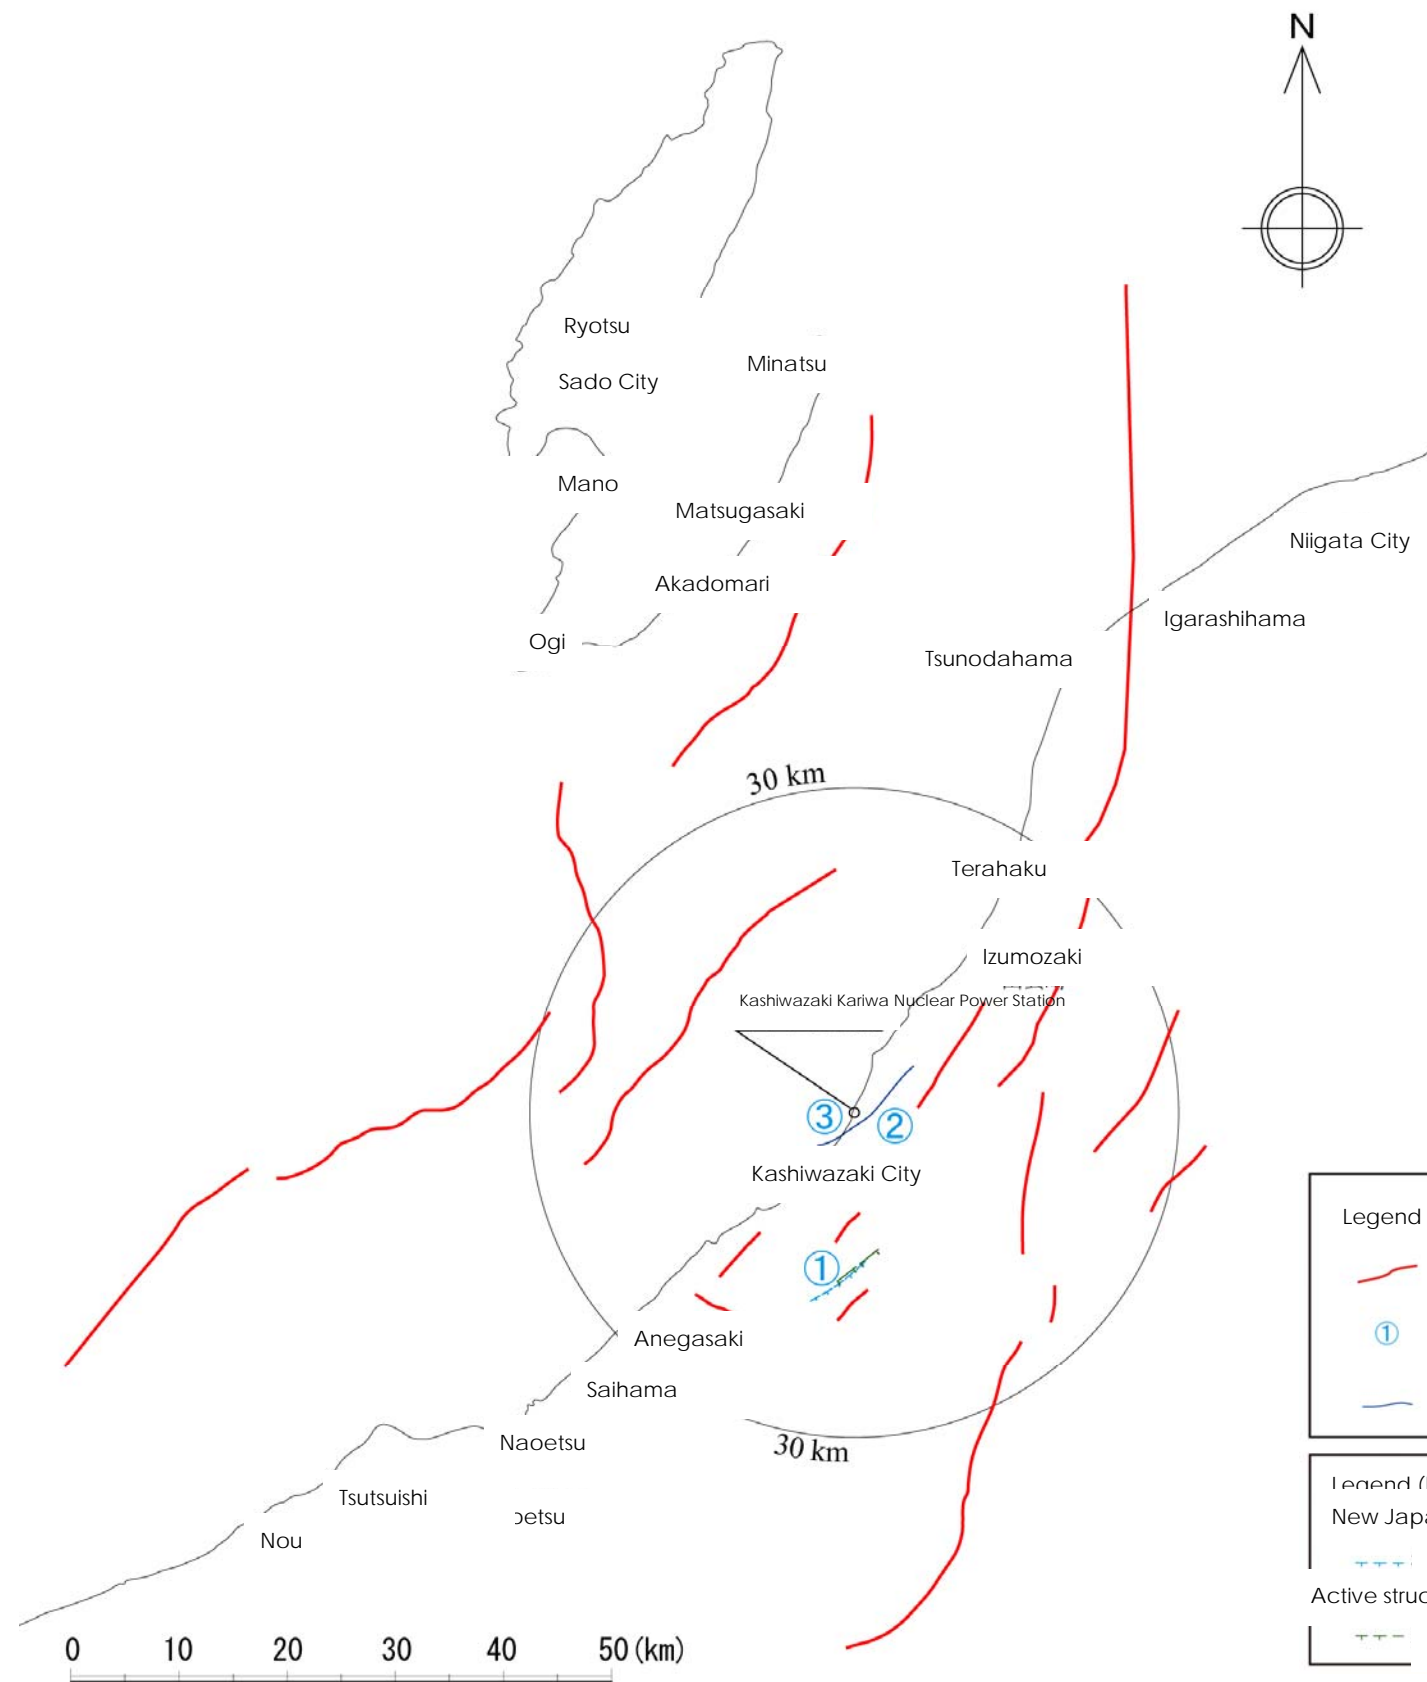 N
Ryotsu
Minatsu
Sado City
Mano
Matsugasaki
Niigata City
Akadomari
Igarashihama
Ogi
Tsunodahama
30 km
Terahaku
Izumozaki
Kashiwazaki Kariwa Nuclear Power Station
③
②
Kashiwazaki City
Legend
①
①
Anegasaki
Saihama
Naoetsu
30 km
Tsutsuishi
oetsu
Nou
Legend (
New Japa
Active struc
0 10 20 30 40 50 (km)